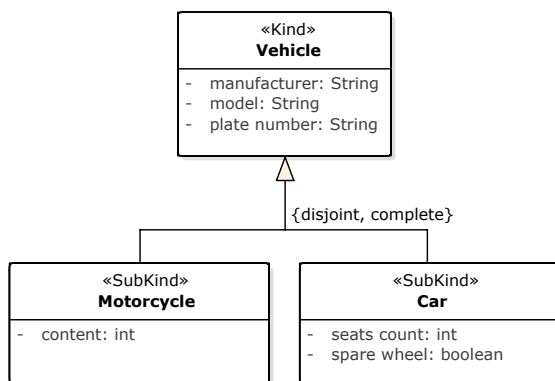 «Kind»
Vehicle
- manufacturer: String
- model: String
- plate number: String
{disjoint, complete}
«SubKind»
Motorcycle
- content: int
«SubKind»
Car
- seats count: int
- spare wheel: boolean